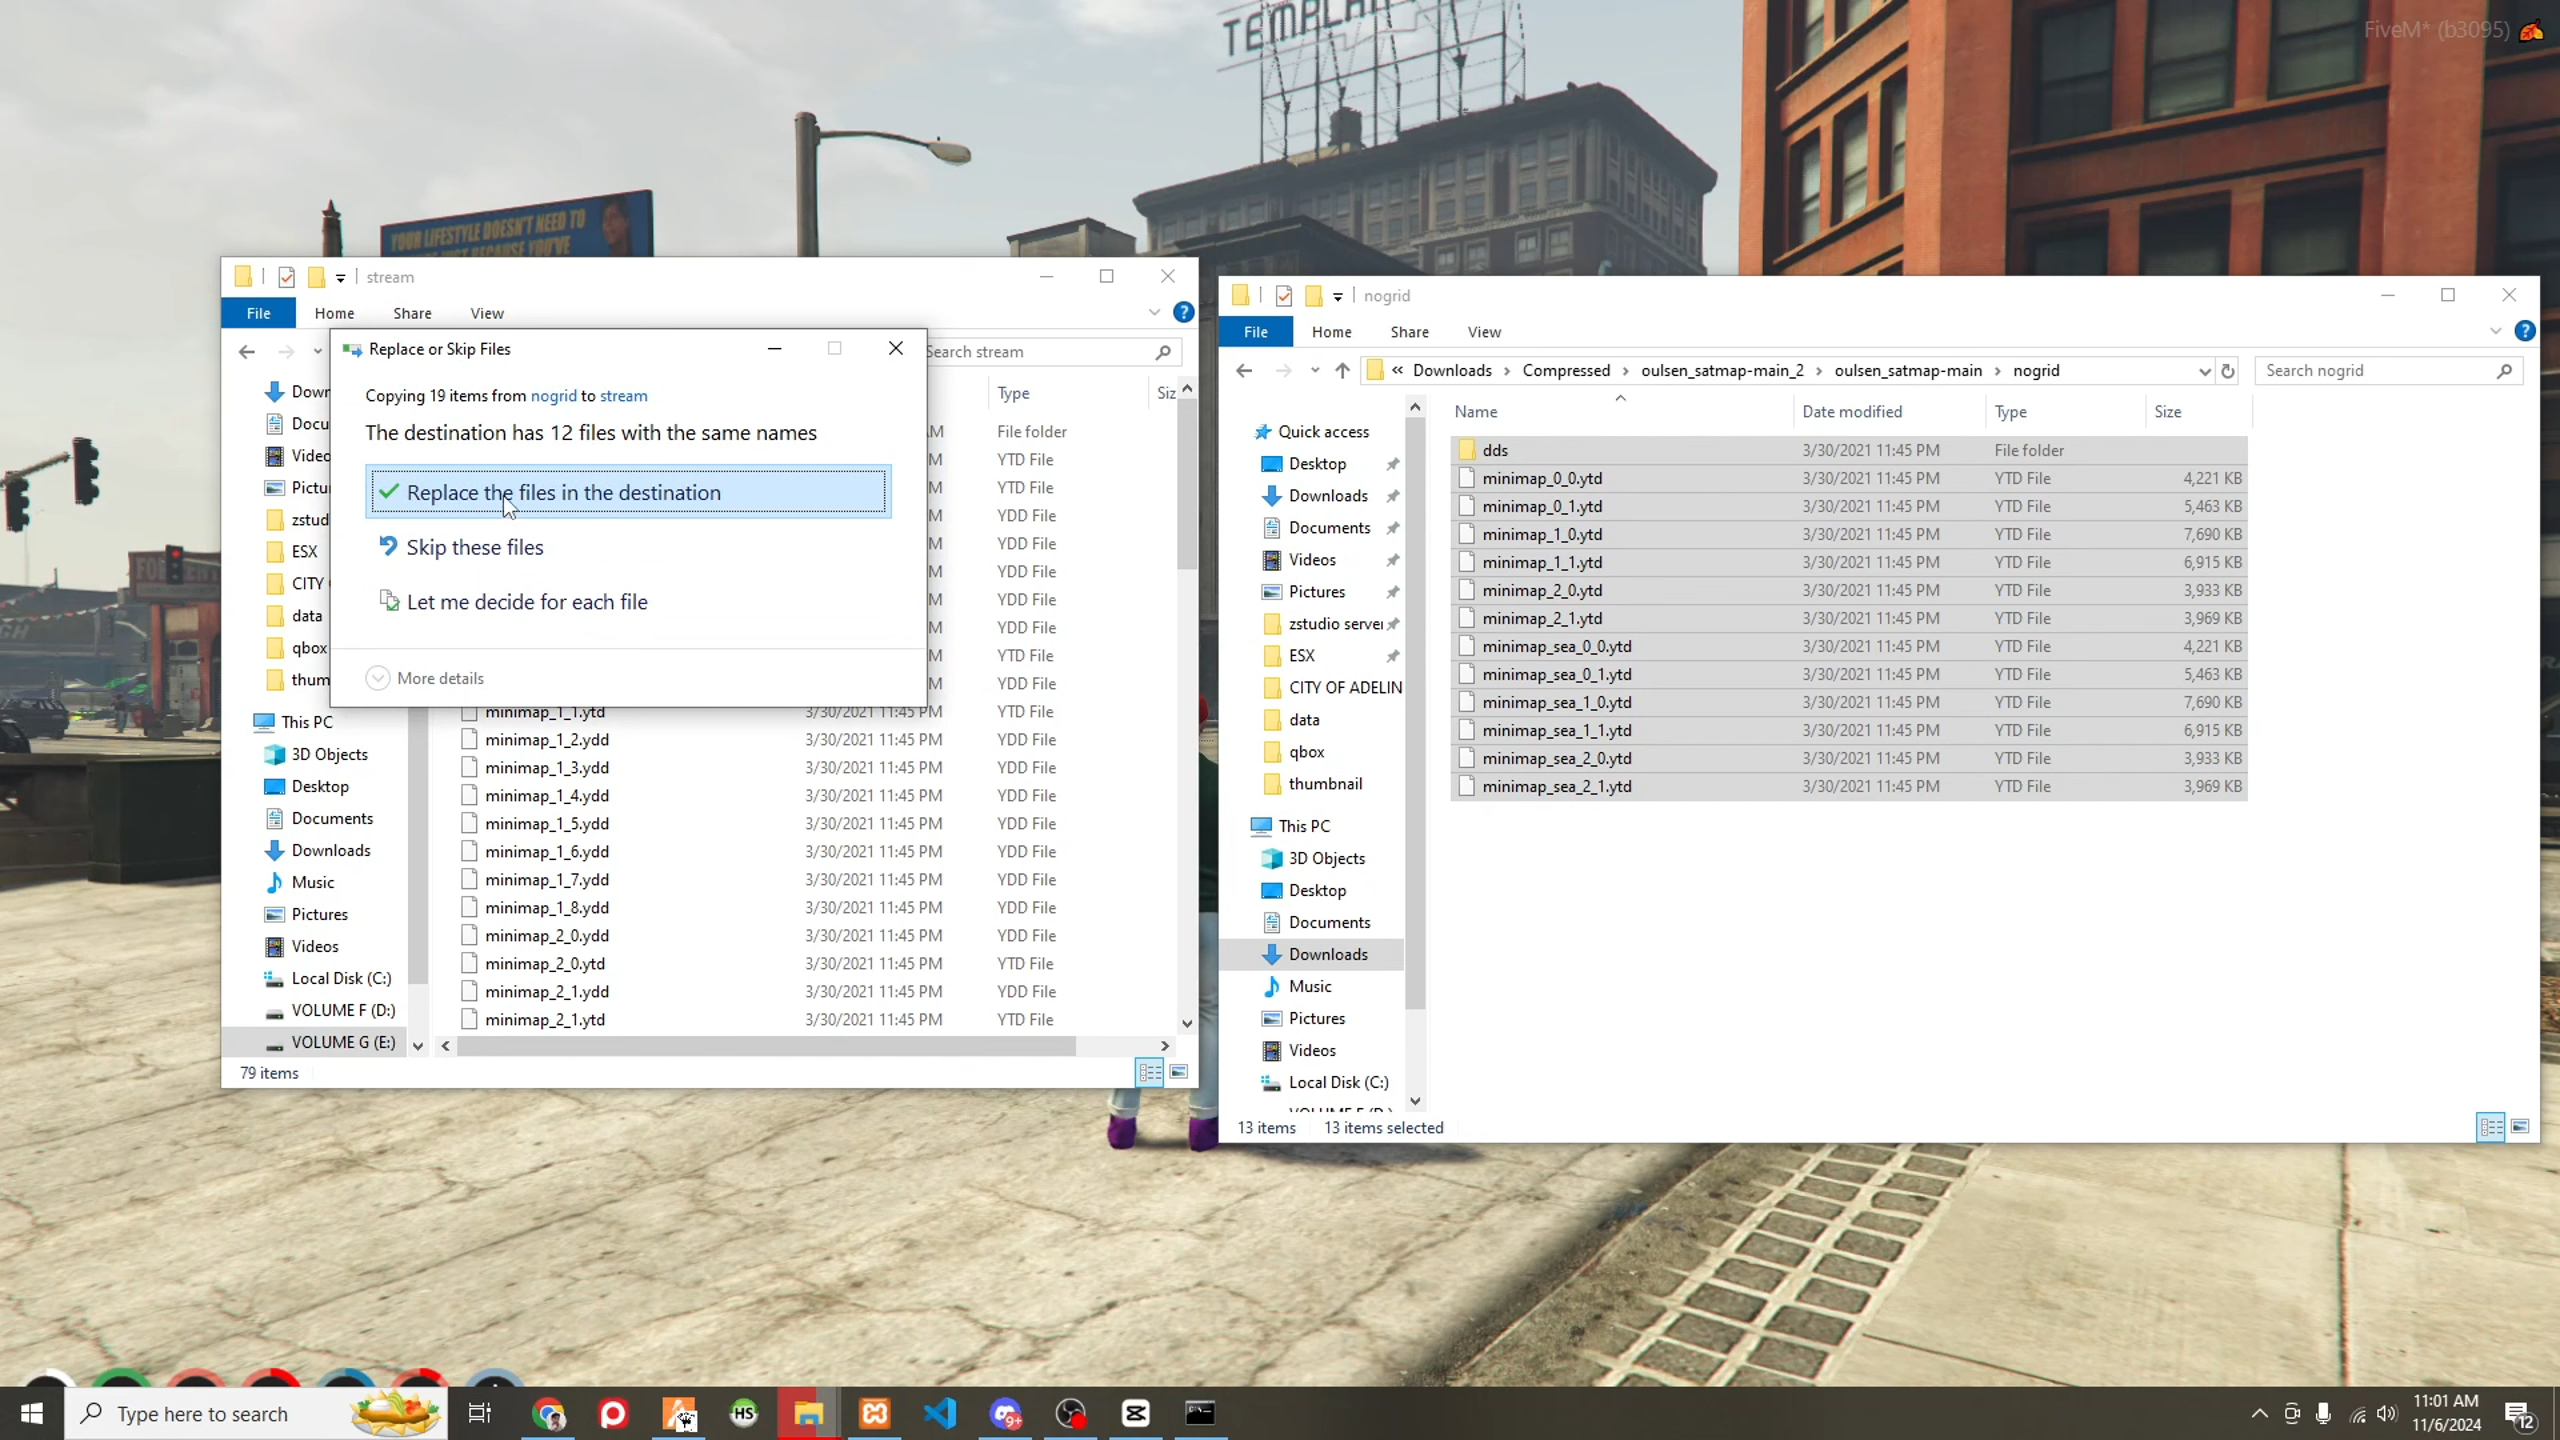 TEMPLAR
FiveM* (b3095)
YOUR LIFESTYLE DOESN'T NEED TO
stream
File Home Share View
Search stream
Type Siz
Down
Docu
Video
Pictu
zstud
ESX
CITY
data
qbox
thum
This PC
3D Objects
Desktop
Documents
Downloads
Music
Pictures
Videos
Local Disk (C:)
VOLUME F (D:)
VOLUME G (E:)
79 items
Replace or Skip Files
Copying 19 items from nogrid to stream
The destination has 12 files with the same names
Replace the files in the destination
Skip these files
Let me decide for each file
More details
AM File folder
M YTD File
M YTD File
M YDD File
M YDD File
M YDD File
M YDD File
M YDD File
M YTD File
M YDD File
minimap_1_1.ytd 3/30/2021 11:45 PM YTD File
minimap_1_2.ydd 3/30/2021 11:45 PM YDD File
minimap_1_3.ydd 3/30/2021 11:45 PM YDD File
minimap_1_4.ydd 3/30/2021 11:45 PM YDD File
minimap_1_5.ydd 3/30/2021 11:45 PM YDD File
minimap_1_6.ydd 3/30/2021 11:45 PM YDD File
minimap_1_7.ydd 3/30/2021 11:45 PM YDD File
minimap_1_8.ydd 3/30/2021 11:45 PM YDD File
minimap_2_0.ydd 3/30/2021 11:45 PM YDD File
minimap_2_0.ytd 3/30/2021 11:45 PM YTD File
minimap_2_1.ydd 3/30/2021 11:45 PM YDD File
minimap_2_1.ytd 3/30/2021 11:45 PM YTD File
nogrid
File Home Share View
« Downloads › Compressed › oulsen_satmap-main_2 › oulsen_satmap-main › nogrid
Search nogrid
Quick access
Desktop
Downloads
Documents
Videos
Pictures
zstudio server
ESX
CITY OF ADELIN
data
qbox
thumbnail
This PC
3D Objects
Desktop
Documents
Downloads
Music
Pictures
Videos
Local Disk (C:)
Name Date modified Type Size
dds 3/30/2021 11:45 PM File folder
minimap_0_0.ytd 3/30/2021 11:45 PM YTD File 4,221 KB
minimap_0_1.ytd 3/30/2021 11:45 PM YTD File 5,463 KB
minimap_1_0.ytd 3/30/2021 11:45 PM YTD File 7,690 KB
minimap_1_1.ytd 3/30/2021 11:45 PM YTD File 6,915 KB
minimap_2_0.ytd 3/30/2021 11:45 PM YTD File 3,933 KB
minimap_2_1.ytd 3/30/2021 11:45 PM YTD File 3,969 KB
minimap_sea_0_0.ytd 3/30/2021 11:45 PM YTD File 4,221 KB
minimap_sea_0_1.ytd 3/30/2021 11:45 PM YTD File 5,463 KB
minimap_sea_1_0.ytd 3/30/2021 11:45 PM YTD File 7,690 KB
minimap_sea_1_1.ytd 3/30/2021 11:45 PM YTD File 6,915 KB
minimap_sea_2_0.ytd 3/30/2021 11:45 PM YTD File 3,933 KB
minimap_sea_2_1.ytd 3/30/2021 11:45 PM YTD File 3,969 KB
13 items 13 items selected
Type here to search
HS
9+
11:01 AM
11/6/2024
12